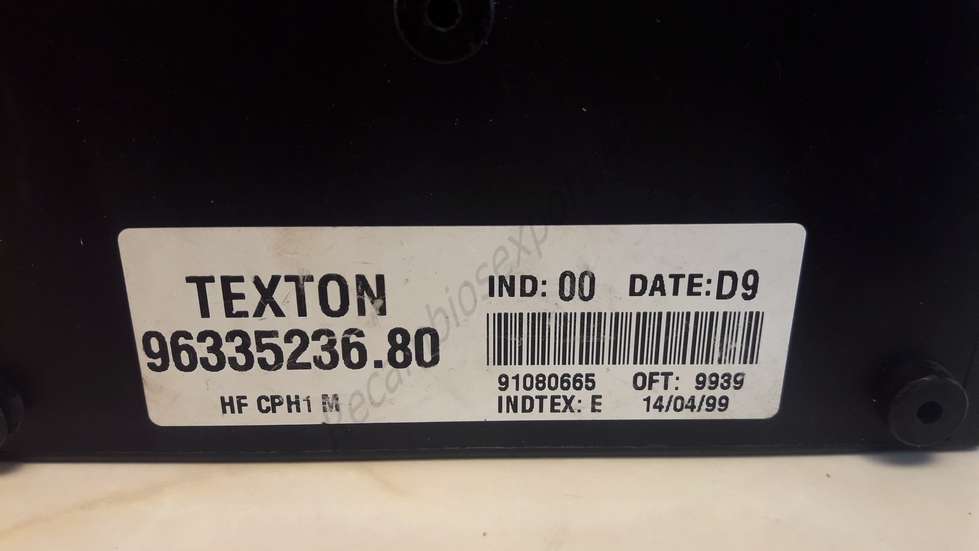 TEXTON
96335236.80
HF CPH1 M
IND: 00 DATE: D9
91080665 OFT: 9939
INDTEX: E 14/04/99